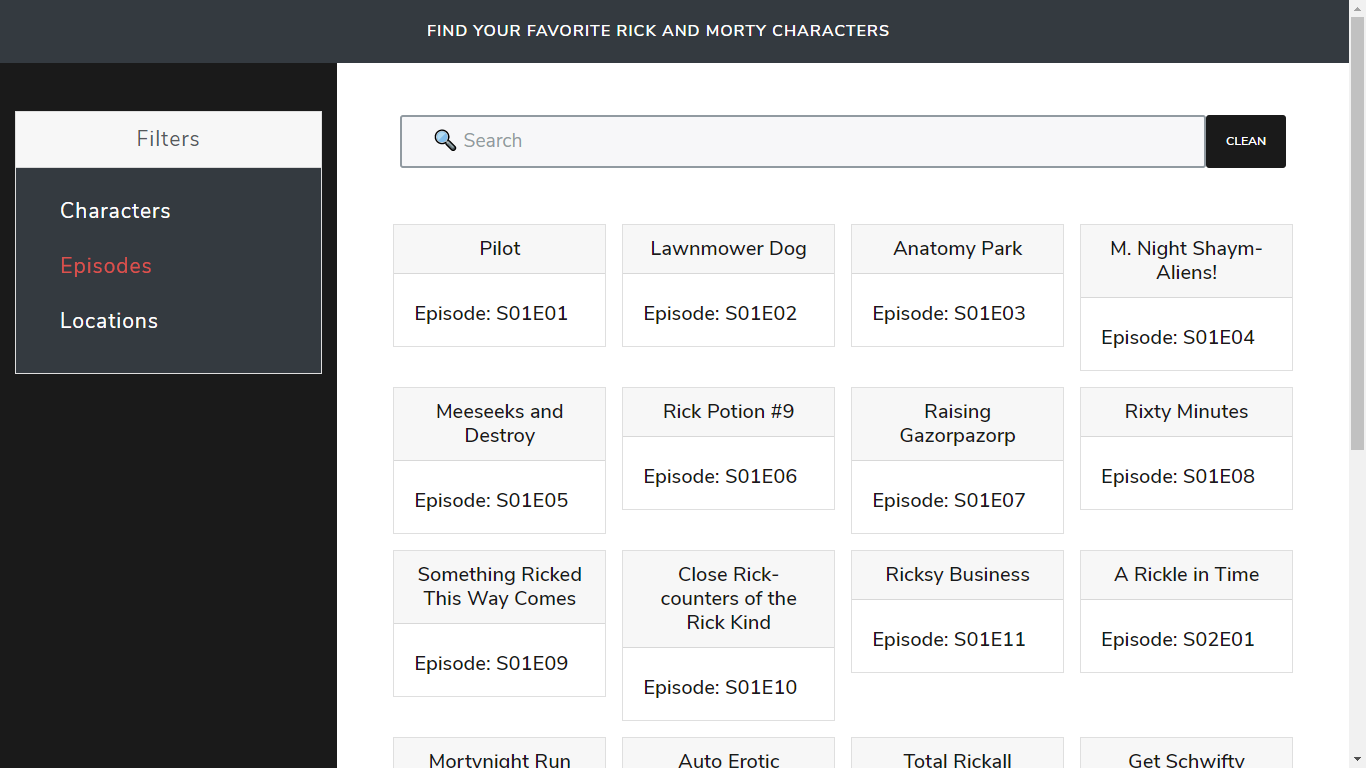 FIND YOUR FAVORITE RICK AND MORTY CHARACTERS
Filters
Characters
Episodes
Locations
Search
CLEAN
Pilot
Episode: S01E01
Lawnmower Dog
Episode: S01E02
Anatomy Park
Episode: S01E03
M. Night Shaym-
Aliens!
Episode: S01E04
Meeseeks and
Destroy
Episode: S01E05
Rick Potion #9
Episode: S01E06
Raising
Gazorpazorp
Episode: S01E07
Rixty Minutes
Episode: S01E08
Something Ricked
This Way Comes
Episode: S01E09
Close Rick-
counters of the
Rick Kind
Episode: S01E10
Ricksy Business
Episode: S01E11
A Rickle in Time
Episode: S02E01
Mortynight Run
Auto Erotic
Total Rickall
Get Schwifty